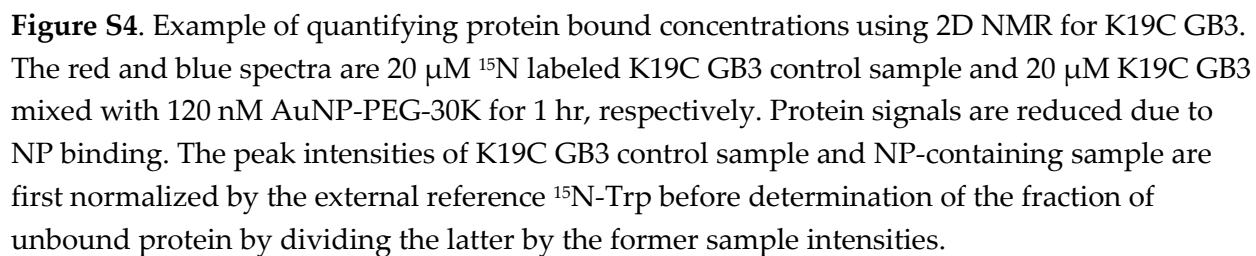 Figure S4. Example of quantifying protein bound concentrations using 2D NMR for K19C GB3.
The red and blue spectra are 20 μM ¹⁵N labeled K19C GB3 control sample and 20 μM K19C GB3
mixed with 120 nM AuNP-PEG-30K for 1 hr, respectively. Protein signals are reduced due to
NP binding. The peak intensities of K19C GB3 control sample and NP-containing sample are
first normalized by the external reference ¹⁵N-Trp before determination of the fraction of
unbound protein by dividing the latter by the former sample intensities.